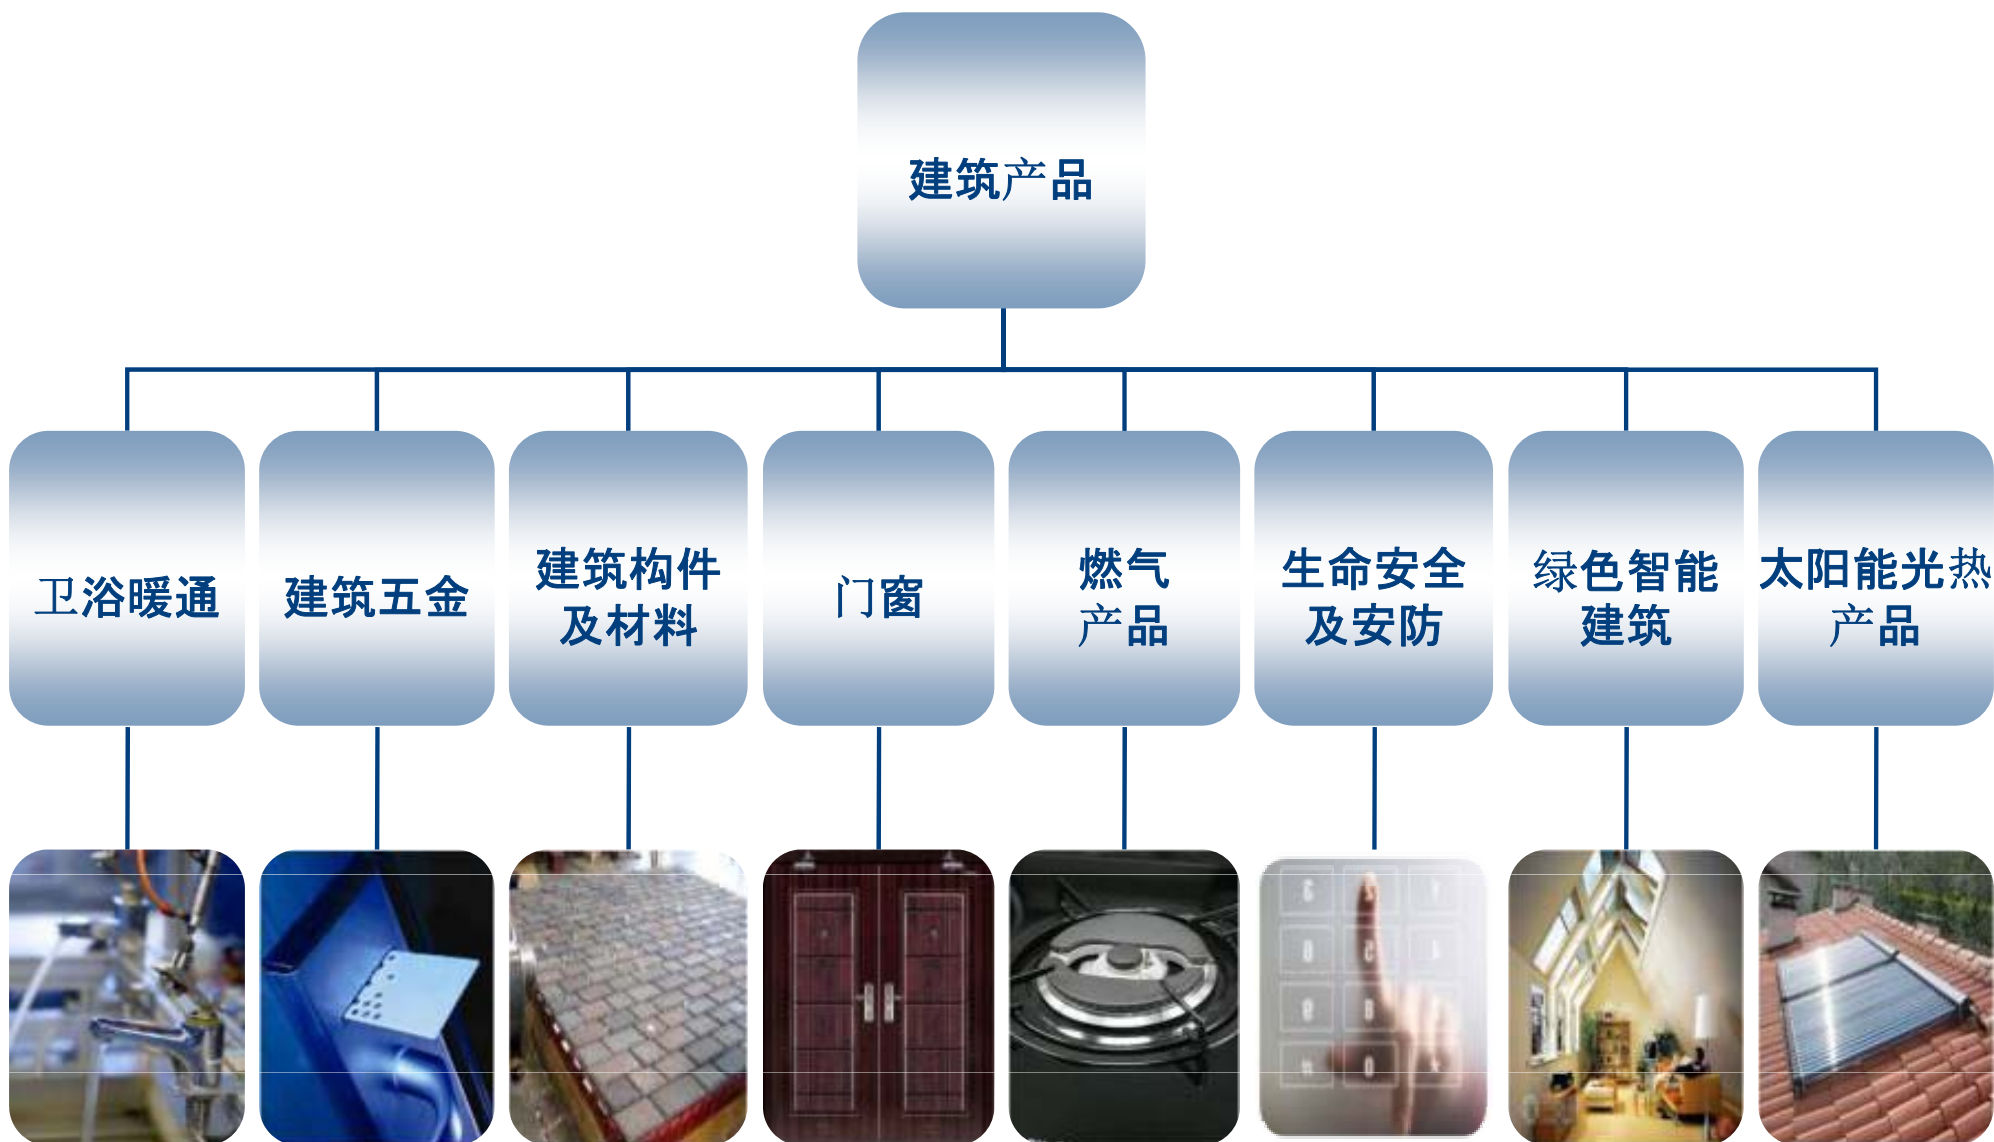 建筑产品
卫浴暖通
建筑五金
建筑构件
及材料
门窗
燃气
产品
生命安全
及安防
绿色智能
建筑
太阳能光热
产品